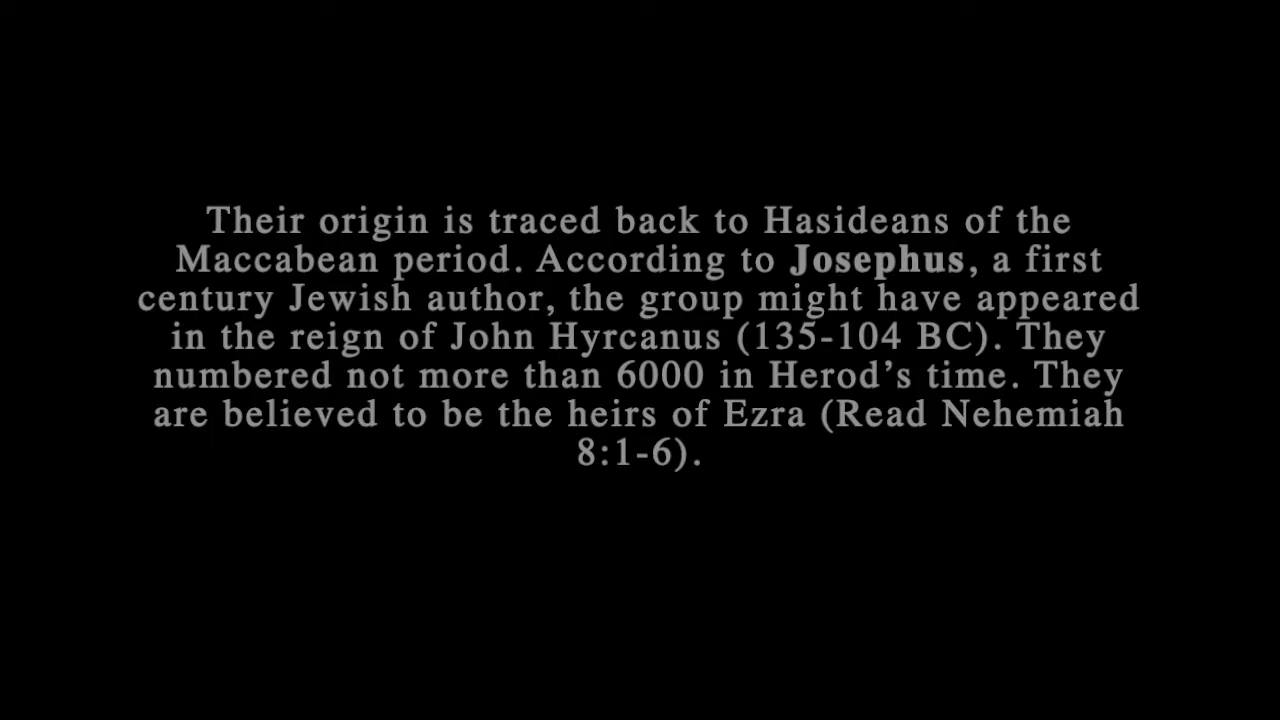 Their origin is traced back to Hasideans of the
Maccabean period. According to Josephus, a first
century Jewish author, the group might have appeared
in the reign of John Hyrcanus (135-104 BC). They
numbered not more than 6000 in Herod’s time. They
are believed to be the heirs of Ezra (Read Nehemiah
8:1-6).